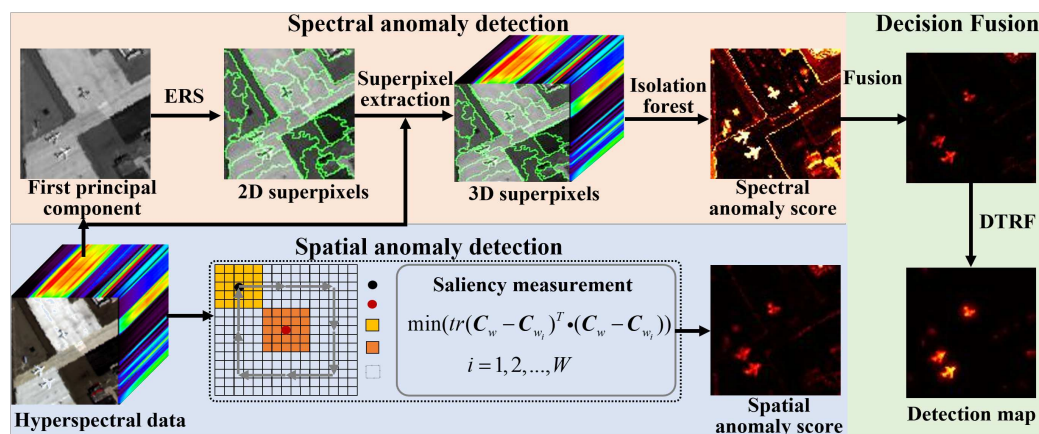 Spectral anomaly detection
Decision Fusion
ERS
Superpixel
extraction
Isolation
forest
Fusion
First principal
component
2D superpixels
3D superpixels
Spectral
anomaly score
DTRF
Spatial anomaly detection
Saliency measurement
min(tr(C_w − C_{w_i})^T •(C_w − C_{w_i}))
i = 1, 2, ..., W
Hyperspectral data
Spatial
anomaly score
Detection map